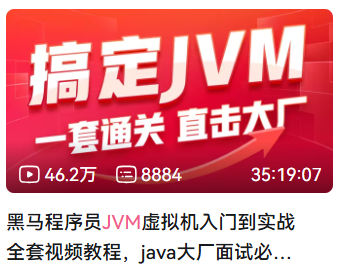 搞定JVM
一套通关 直击大厂
46.2万 8884 35:19:07
黑马程序员JVM虚拟机入门到实战
全套视频教程，java大厂面试必...